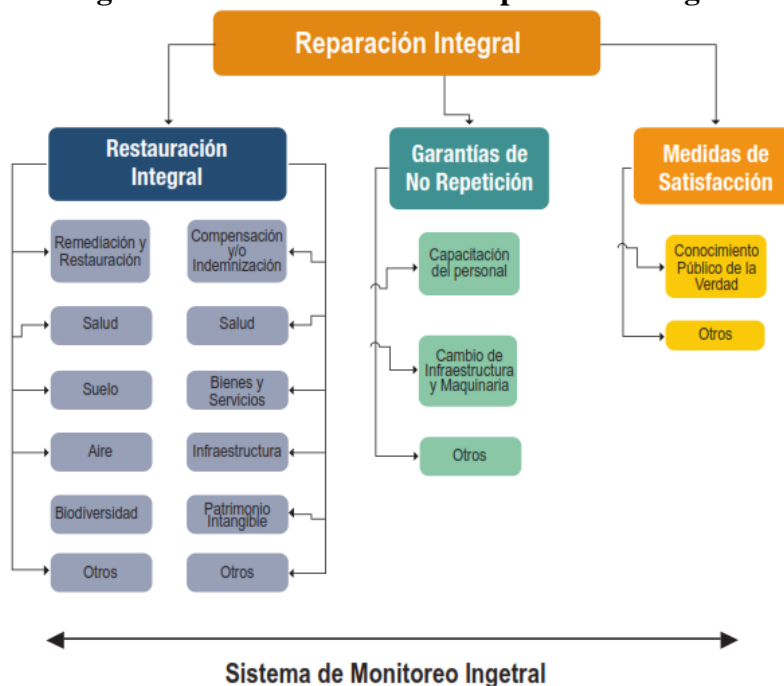 Reparación Integral
Restauración
Integral
Remediación y
Restauración
Salud
Suelo
Aire
Biodiversidad
Otros
Compensación
y/o
Indemnización
Salud
Bienes y
Servicios
Infraestructura
Patrimonio
Intangible
Otros
Garantías de
No Repetición
Capacitación
del personal
Cambio de
Infraestructura
y Maquinaria
Otros
Medidas de
Satisfacción
Conocimiento
Público de la
Verdad
Otros
Sistema de Monitoreo Ingetral